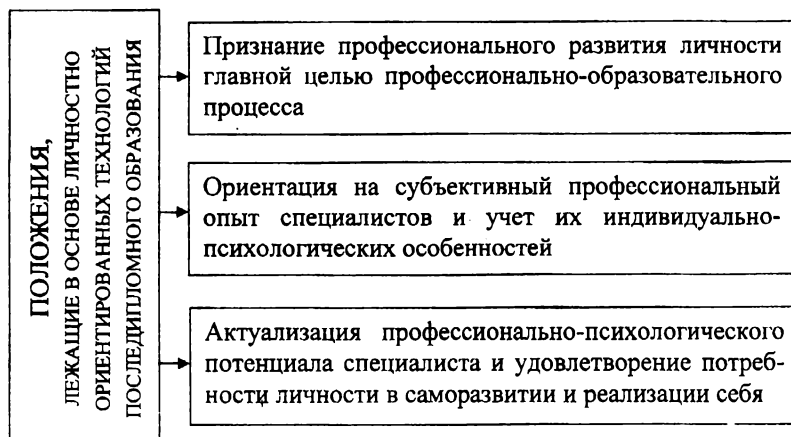 ПОЛОЖЕНИЯ,
ЛЕЖАЩИЕ В ОСНОВЕ ЛИЧНОСТНО
ОРИЕНТИРОВАННЫХ ТЕХНОЛОГИЙ
ПОСЛЕДИПЛОМНОГО ОБРАЗОВАНИЯ
Признание профессионального развития личности
главной целью профессионально-образовательного
процесса
Ориентация на субъективный профессиональный
опыт специалистов и учет их индивидуально-
психологических особенностей
Актуализация профессионально-психологического
потенциала специалиста и удовлетворение потреб-
ности личности в саморазвитии и реализации себя